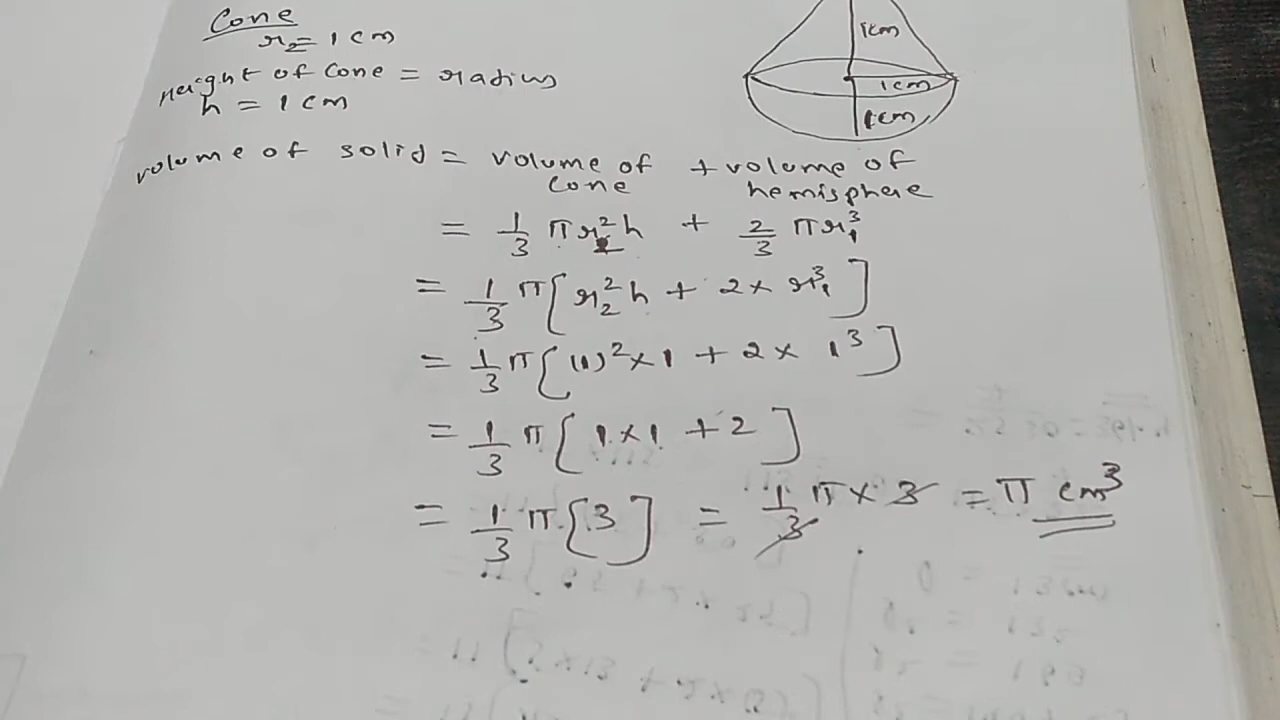 Cone
r₂ = 1 cm
Height of Cone = radius
h = 1 cm
1cm
1cm
1cm
volume of solid = volume of cone + volume of hemisphere
= 1/3 πr₂²h + 2/3 πr₁³
= 1/3 π[r₂²h + 2× r₁³]
= 1/3 π[(1)²×1 + 2× 1³]
= 1/3 π[1×1 + 2]
= 1/3 π[3] = 1/3 π×3 = π cm³